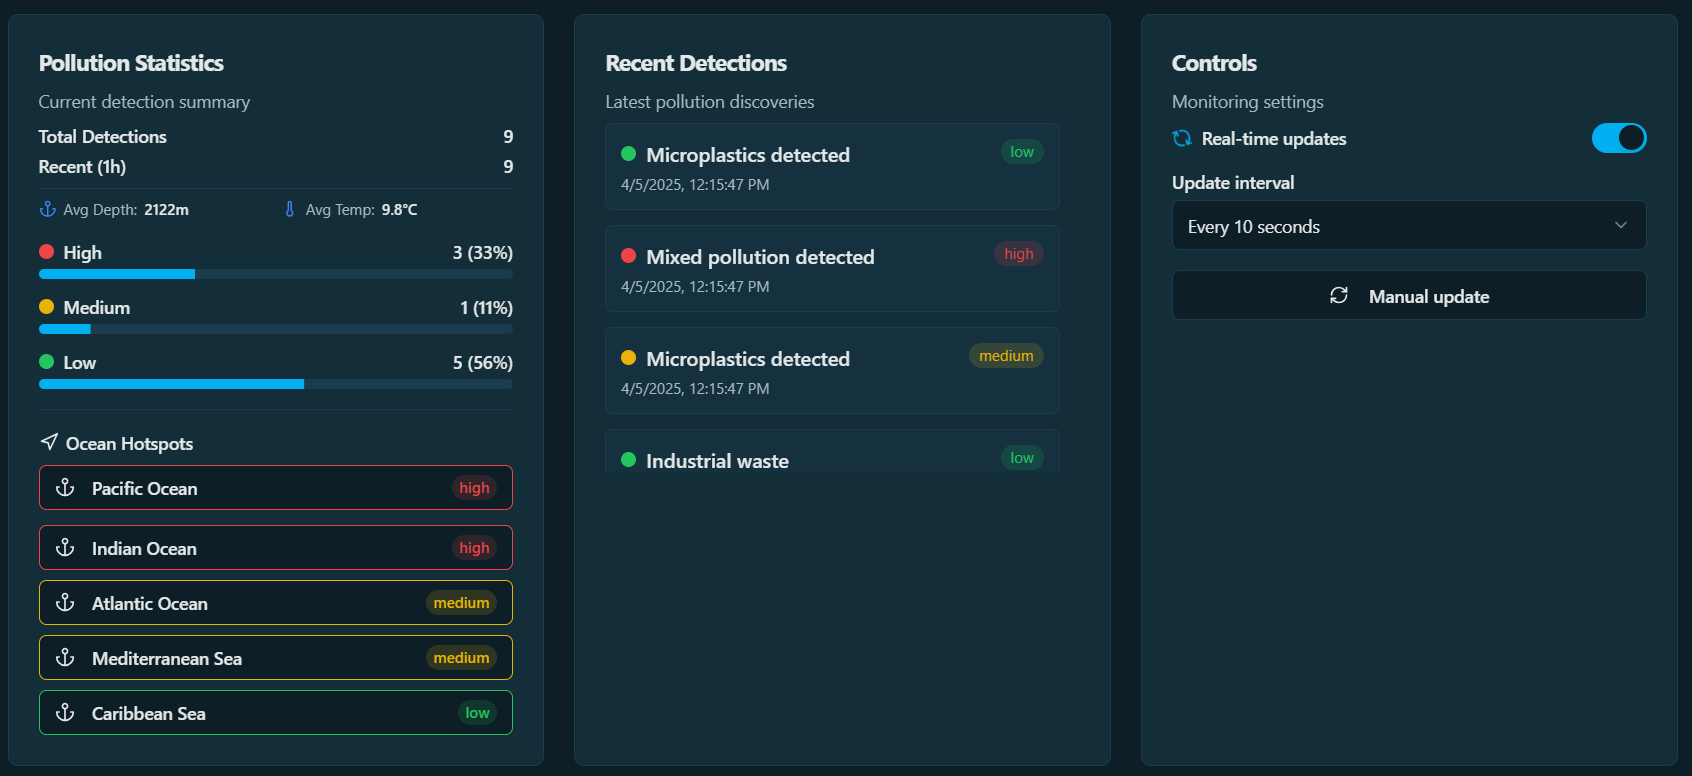 Pollution Statistics
Current detection summary
Total Detections 9
Recent (1h) 9
Avg Depth: 2122m Avg Temp: 9.8°C
High 3 (33%)
Medium 1 (11%)
Low 5 (56%)
Ocean Hotspots
Pacific Ocean high
Indian Ocean high
Atlantic Ocean medium
Mediterranean Sea medium
Caribbean Sea low
Recent Detections
Latest pollution discoveries
Microplastics detected low
4/5/2025, 12:15:47 PM
Mixed pollution detected high
4/5/2025, 12:15:47 PM
Microplastics detected medium
4/5/2025, 12:15:47 PM
Industrial waste low
Controls
Monitoring settings
Real-time updates
Update interval
Every 10 seconds
Manual update